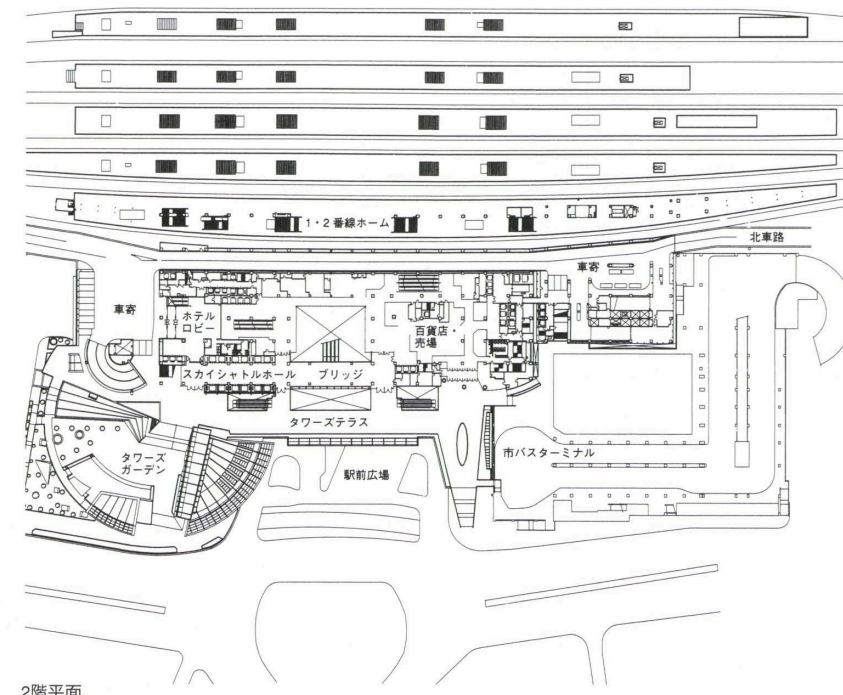 1・2番線ホーム
北車路
車寄
車寄
ホテル
ロビー
百貨店・
売場
スカイシャトルホール
ブリッジ
タワーズテラス
タワーズ
ガーデン
市バスターミナル
駅前広場
2階平面